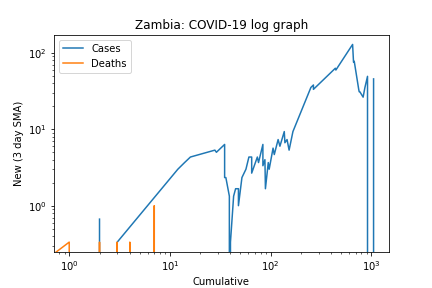 Zambia: COVID-19 log graph
Cases
Deaths
New (3 day SMA)
10²
10¹
10⁰
10⁰ 10¹ 10² 10³
Cumulative